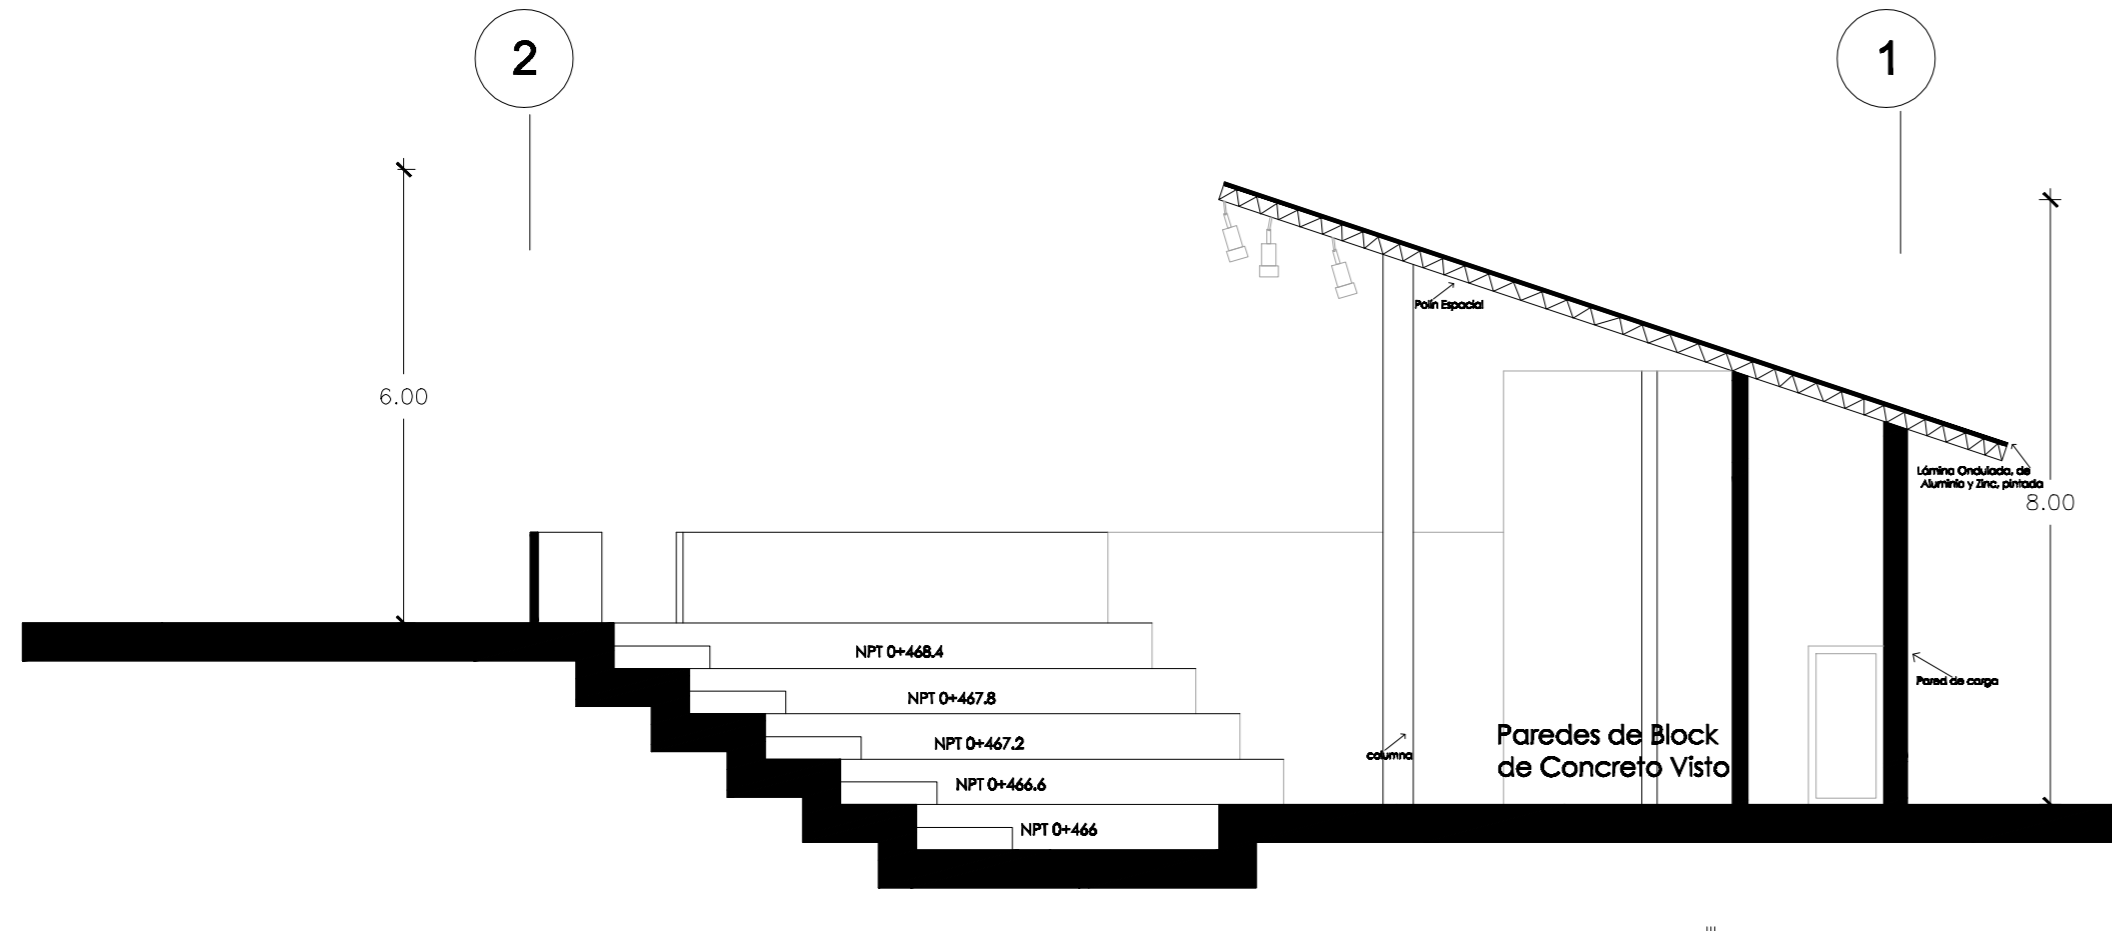 2
1
6.00
Polín Espacial
Lámina Ondulada, de
Aluminio y Zinc, pintada
8.00
NPT 0+468.4
NPT 0+467.8
NPT 0+467.2
NPT 0+466.6
NPT 0+466
columna
Paredes de Block
de Concreto Visto
Pared de carga